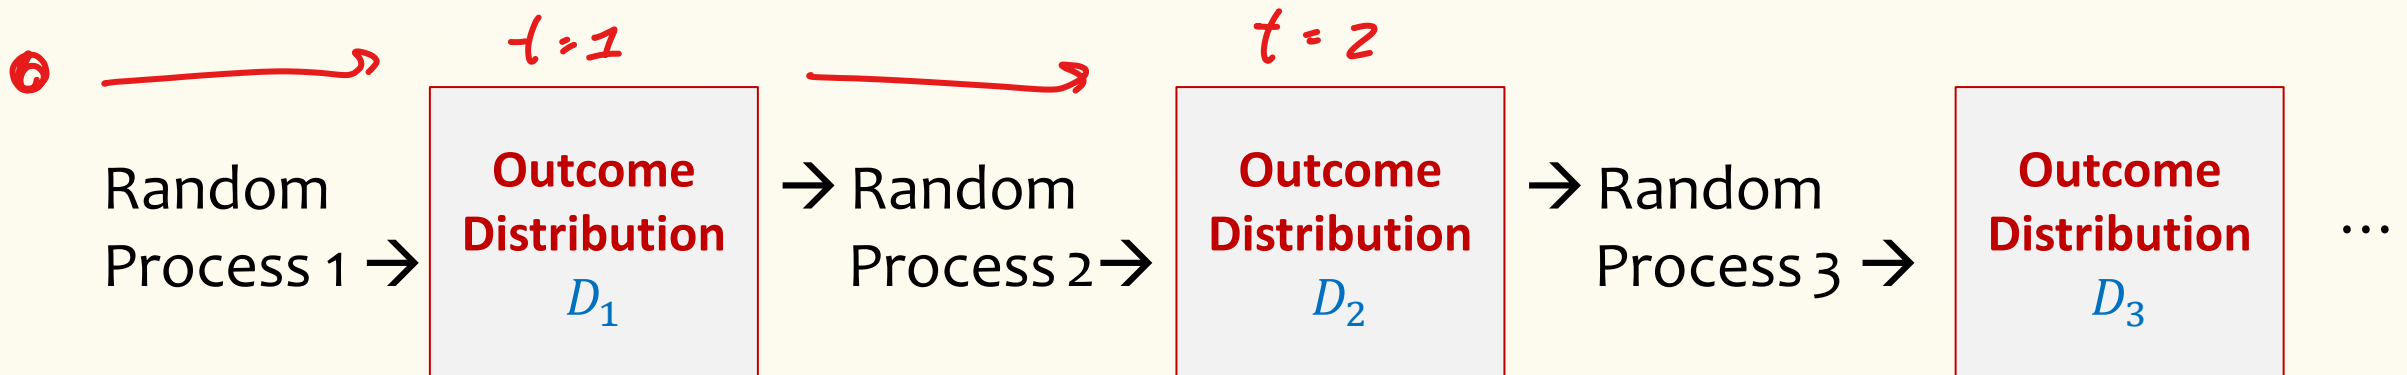 t=1
t=2
Random
Process 1 →
Outcome
Distribution
D₁
→ Random
Process 2→
Outcome
Distribution
D₂
→ Random
Process 3 →
Outcome
Distribution
D₃
...